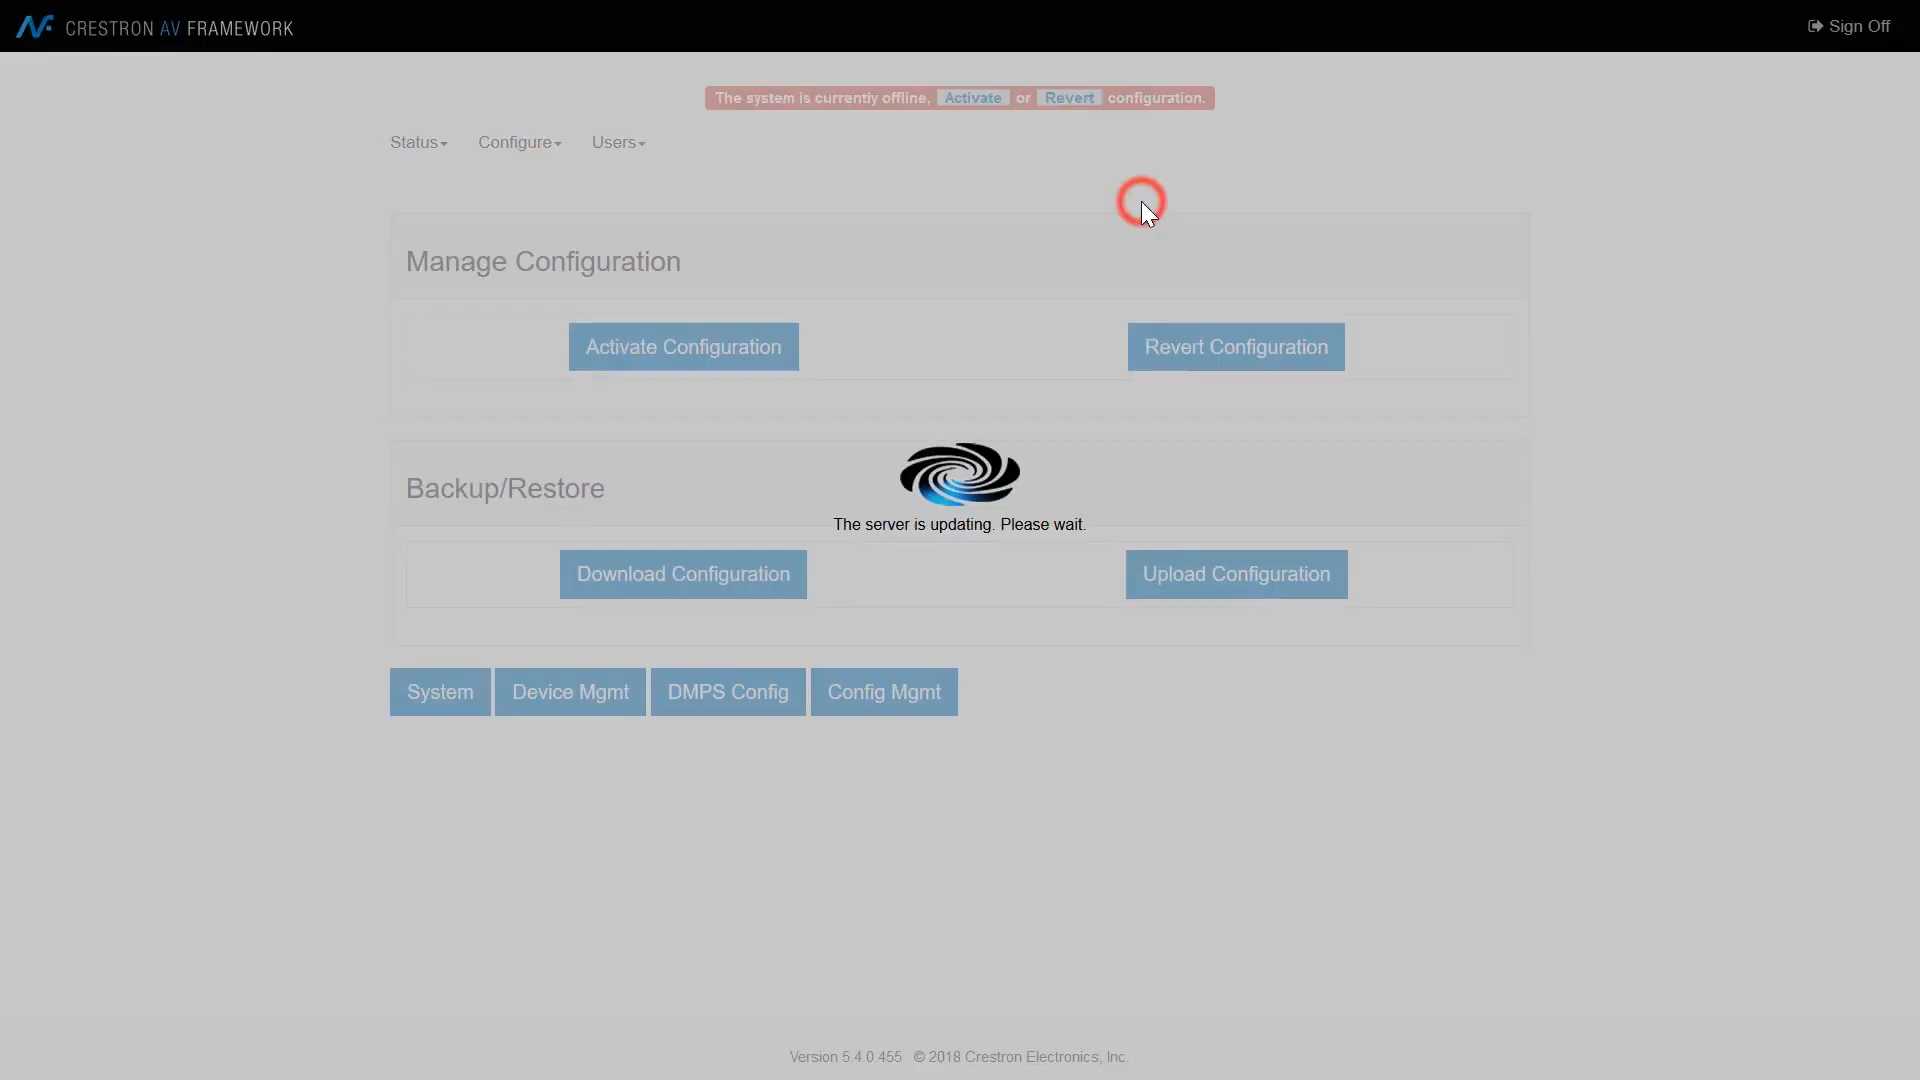 CRESTRON AV FRAMEWORK
Sign Off
The system is currently offline, Activate or Revert configuration.
Status Configure Users
Manage Configuration
Activate Configuration Revert Configuration
Backup/Restore
The server is updating. Please wait.
Download Configuration Upload Configuration
System Device Mgmt DMPS Config Config Mgmt
Version 5.4.0.455 © 2018 Crestron Electronics, Inc.